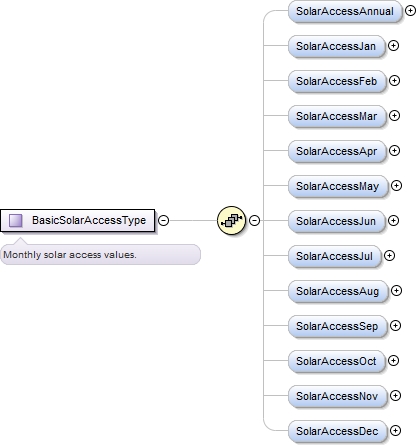 SolarAccessAnnual
SolarAccessJan
SolarAccessFeb
SolarAccessMar
SolarAccessApr
SolarAccessMay
BasicSolarAccessType
SolarAccessJun
Monthly solar access values.
SolarAccessJul
SolarAccessAug
SolarAccessSep
SolarAccessOct
SolarAccessNov
SolarAccessDec